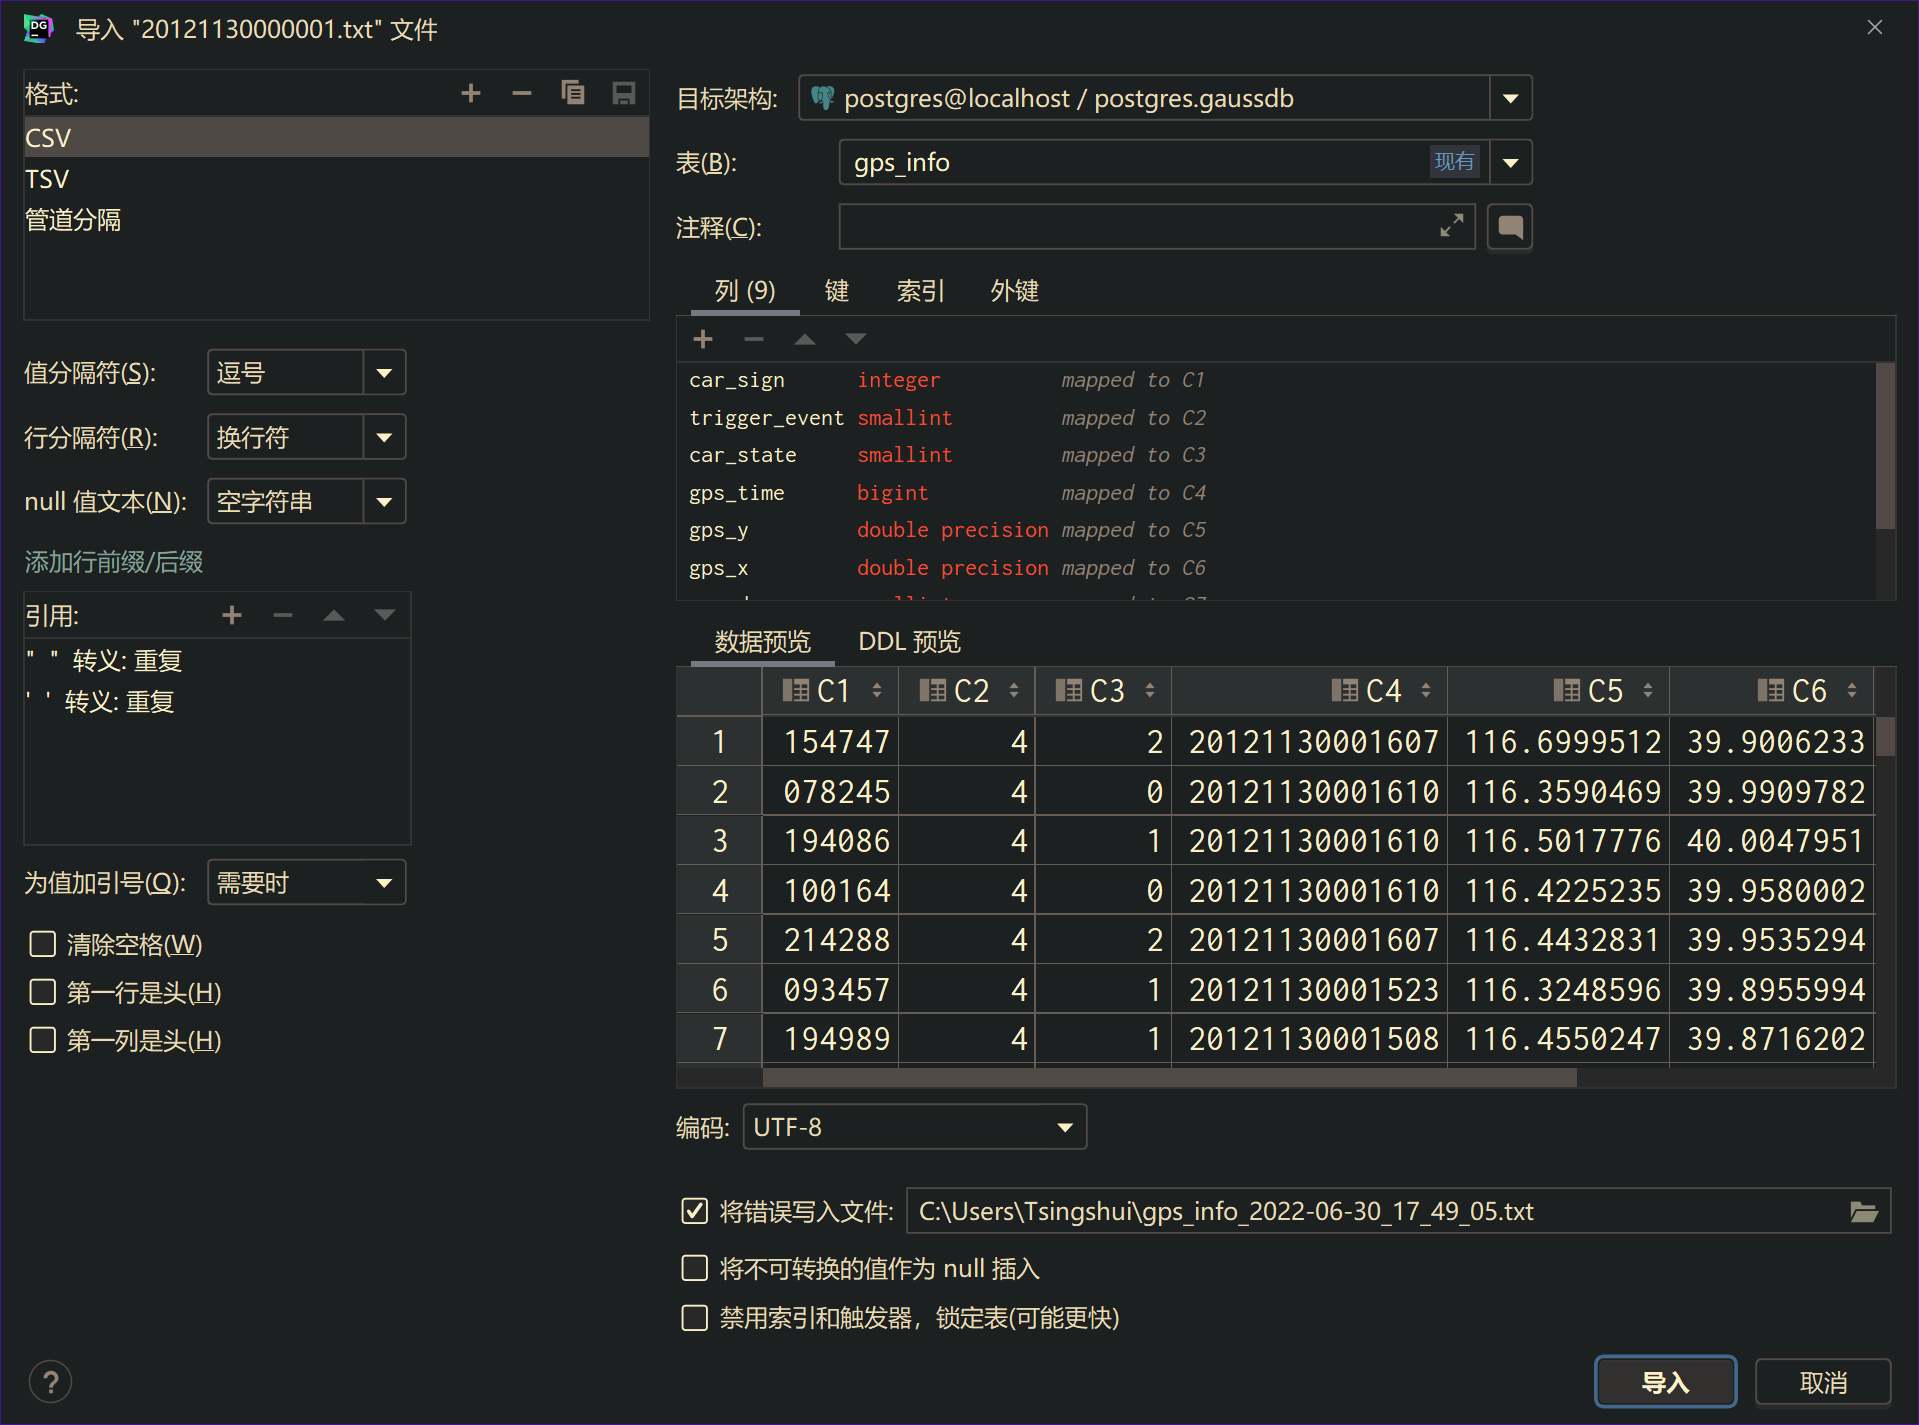 导入 "20121130000001.txt" 文件
格式:
CSV
TSV
管道分隔
值分隔符(S): 逗号
行分隔符(R): 换行符
null 值文本(N): 空字符串
添加行前缀/后缀
引用:
" " 转义: 重复
' ' 转义: 重复
为值加引号(Q): 需要时
清除空格(W)
第一行是头(H)
第一列是头(H)
目标架构: postgres@localhost / postgres.gaussdb
表(B): gps_info 现有
注释(C):
列 (9) 键 索引 外键
car_sign integer mapped to C1
trigger_event smallint mapped to C2
car_state smallint mapped to C3
gps_time bigint mapped to C4
gps_y double precision mapped to C5
gps_x double precision mapped to C6
数据预览 DDL 预览
C1 C2 C3 C4 C5 C6
1 154747 4 2 20121130001607 116.6999512 39.9006233
2 078245 4 0 20121130001610 116.3590469 39.9909782
3 194086 4 1 20121130001610 116.5017776 40.0047951
4 100164 4 0 20121130001610 116.4225235 39.9580002
5 214288 4 2 20121130001607 116.4432831 39.9535294
6 093457 4 1 20121130001523 116.3248596 39.8955994
7 194989 4 1 20121130001508 116.4550247 39.8716202
编码: UTF-8
将错误写入文件: C:\Users\Tsingshui\gps_info_2022-06-30_17_49_05.txt
将不可转换的值作为 null 插入
禁用索引和触发器，锁定表(可能更快)
? 导入 取消